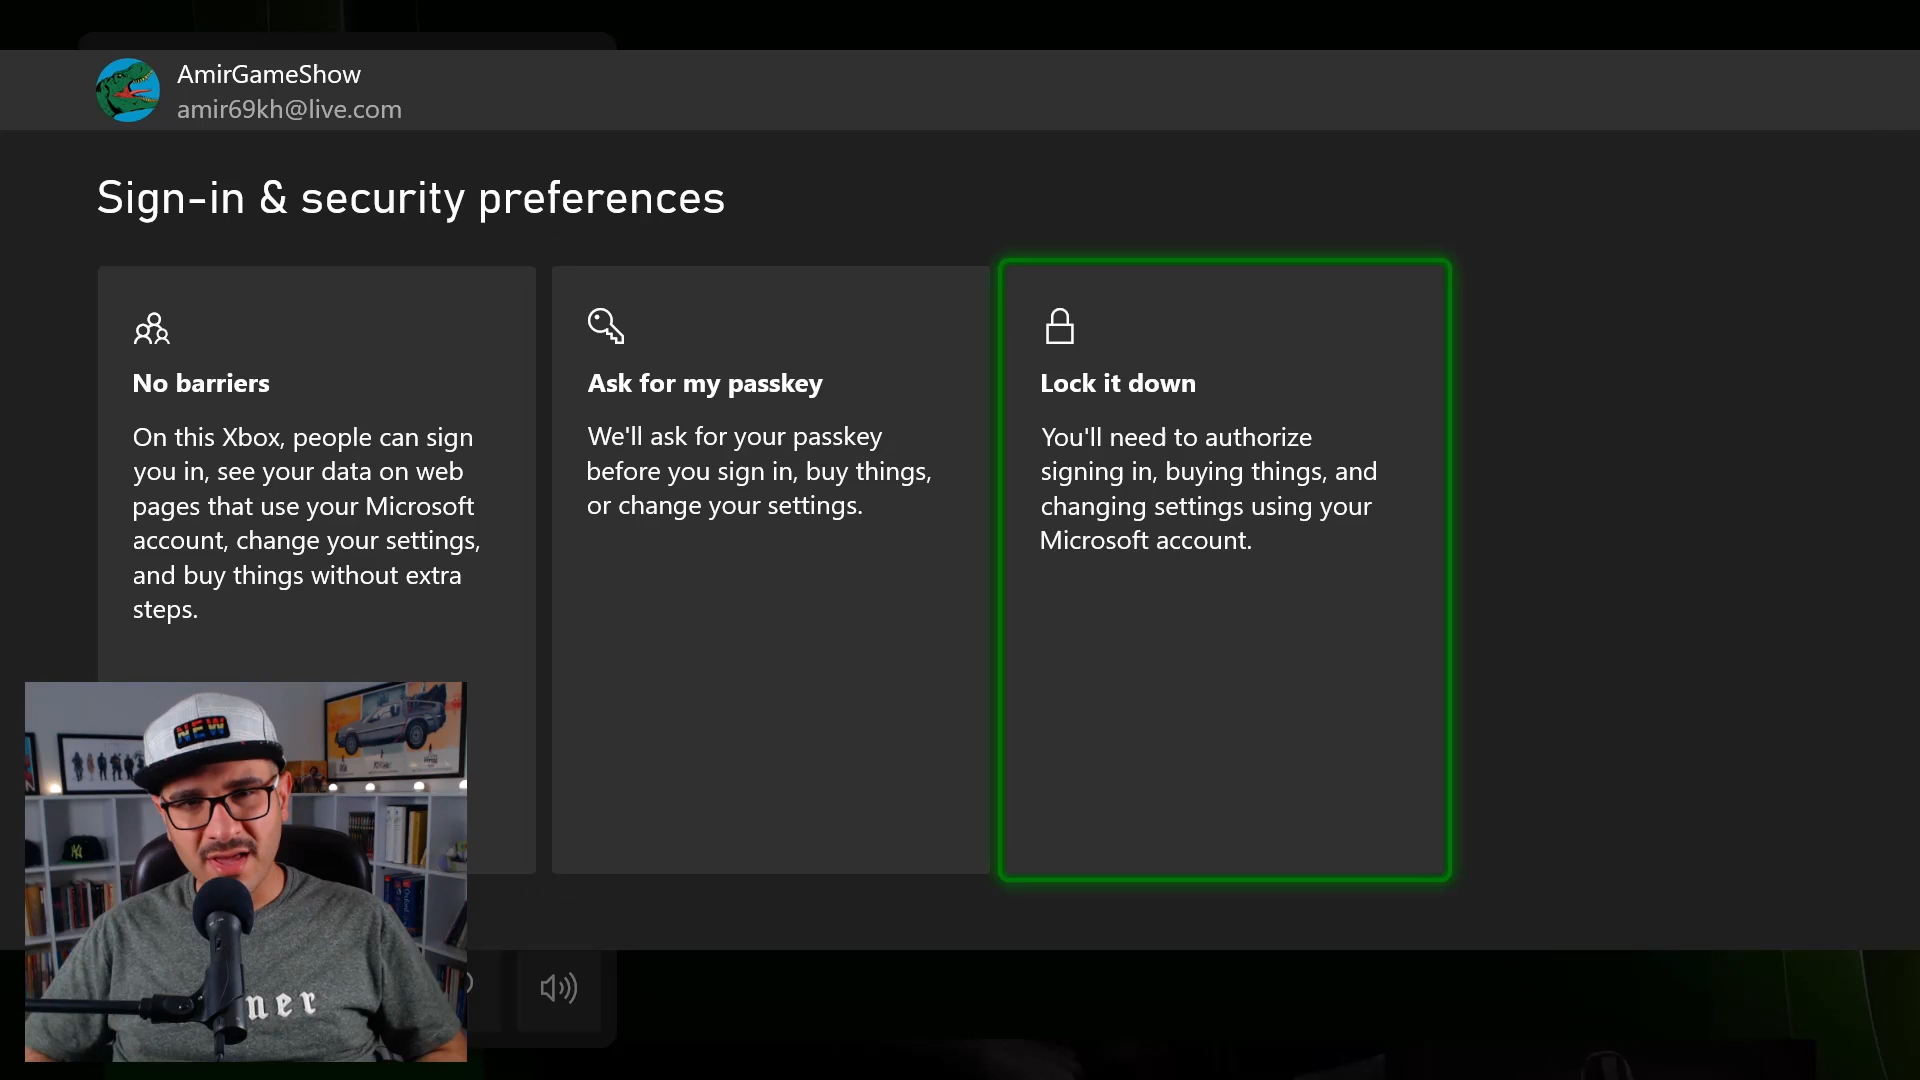 AmirGameShow
amir69kh@live.com
Sign-in & security preferences
No barriers
On this Xbox, people can sign
you in, see your data on web
pages that use your Microsoft
account, change your settings,
and buy things without extra
steps.
Ask for my passkey
We'll ask for your passkey
before you sign in, buy things,
or change your settings.
Lock it down
You'll need to authorize
signing in, buying things, and
changing settings using your
Microsoft account.
NEW
ner